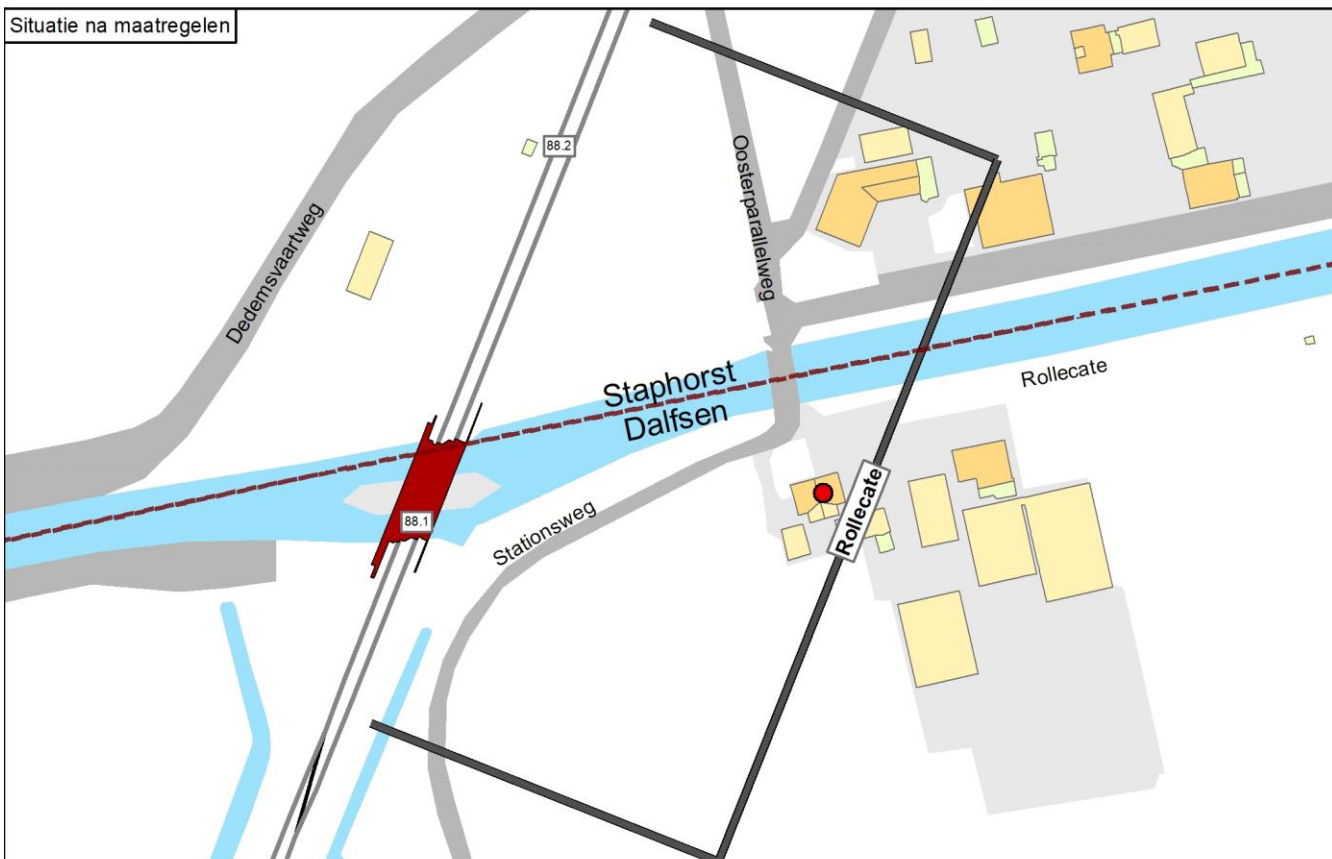 Situatie na maatregelen
88.2
Oosterparallelweg
Dedemsvaartweg
Staphorst
Dalfsen
Rollecate
Rollecate
88.1
Stationsweg